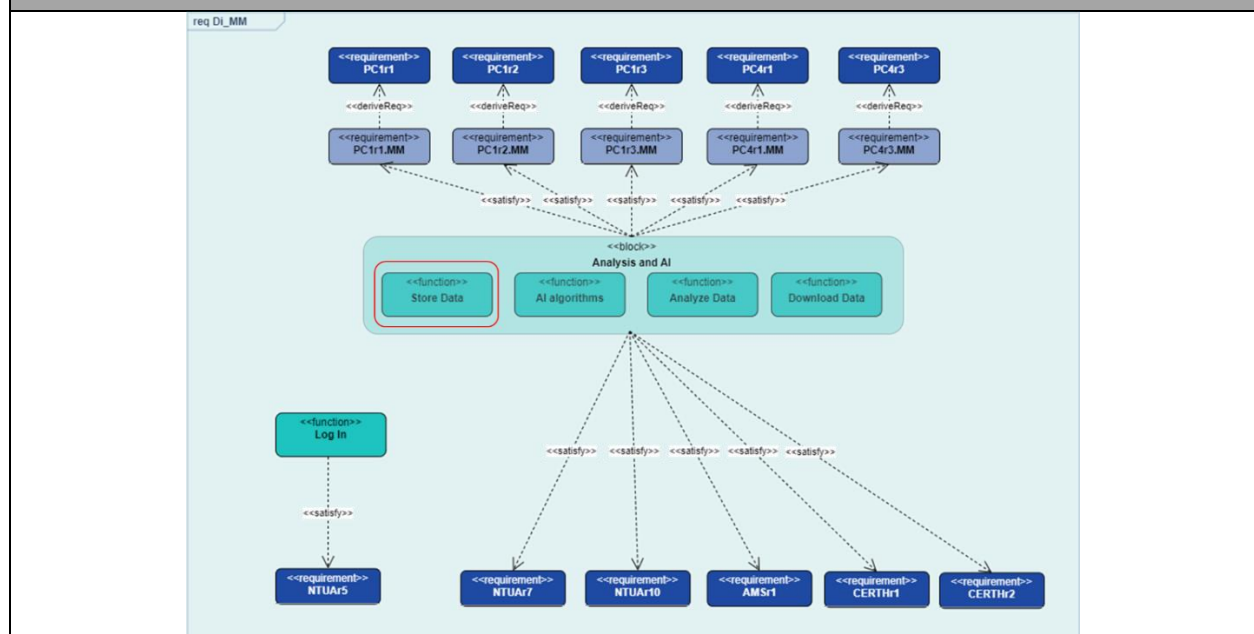 req Di_MM
<<requirement>>
PC1r1
<<requirement>>
PC1r2
<<requirement>>
PC1r3
<<requirement>>
PC4r1
<<requirement>>
PC4r3
<<deriveReq>>
<<deriveReq>>
<<deriveReq>>
<<deriveReq>>
<<deriveReq>>
<<requirement>>
PC1r1.MM
<<requirement>>
PC1r2.MM
<<requirement>>
PC1r3.MM
<<requirement>>
PC4r1.MM
<<requirement>>
PC4r3.MM
<<satisfy>>
<<satisfy>>
<<satisfy>>
<<satisfy>>
<<satisfy>>
<<block>>
Analysis and AI
<<function>>
Store Data
<<function>>
AI algorithms
<<function>>
Analyze Data
<<function>>
Download Data
<<function>>
Log In
<<satisfy>>
<<satisfy>>
<<satisfy>>
<<satisfy>>
<<satisfy>>
<<satisfy>>
<<requirement>>
NTUAr5
<<requirement>>
NTUAr7
<<requirement>>
NTUAr10
<<requirement>>
AMSr1
<<requirement>>
CERTHr1
<<requirement>>
CERTHr2